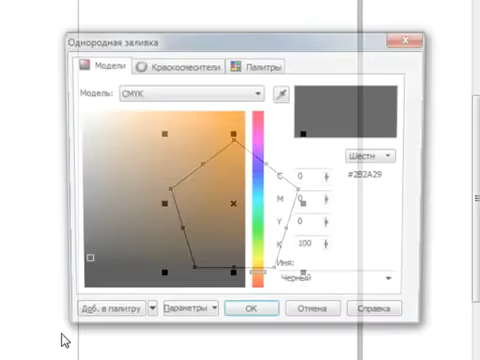 Однородная заливка
Модели
Краскосмесители
Палитры
Модель:
CMYK
Шестн
#2B2A29
C 0
M 0
Y 0
K 100
Имя:
Черный
Доб. в палитру
Параметры
OK
Отмена
Справка